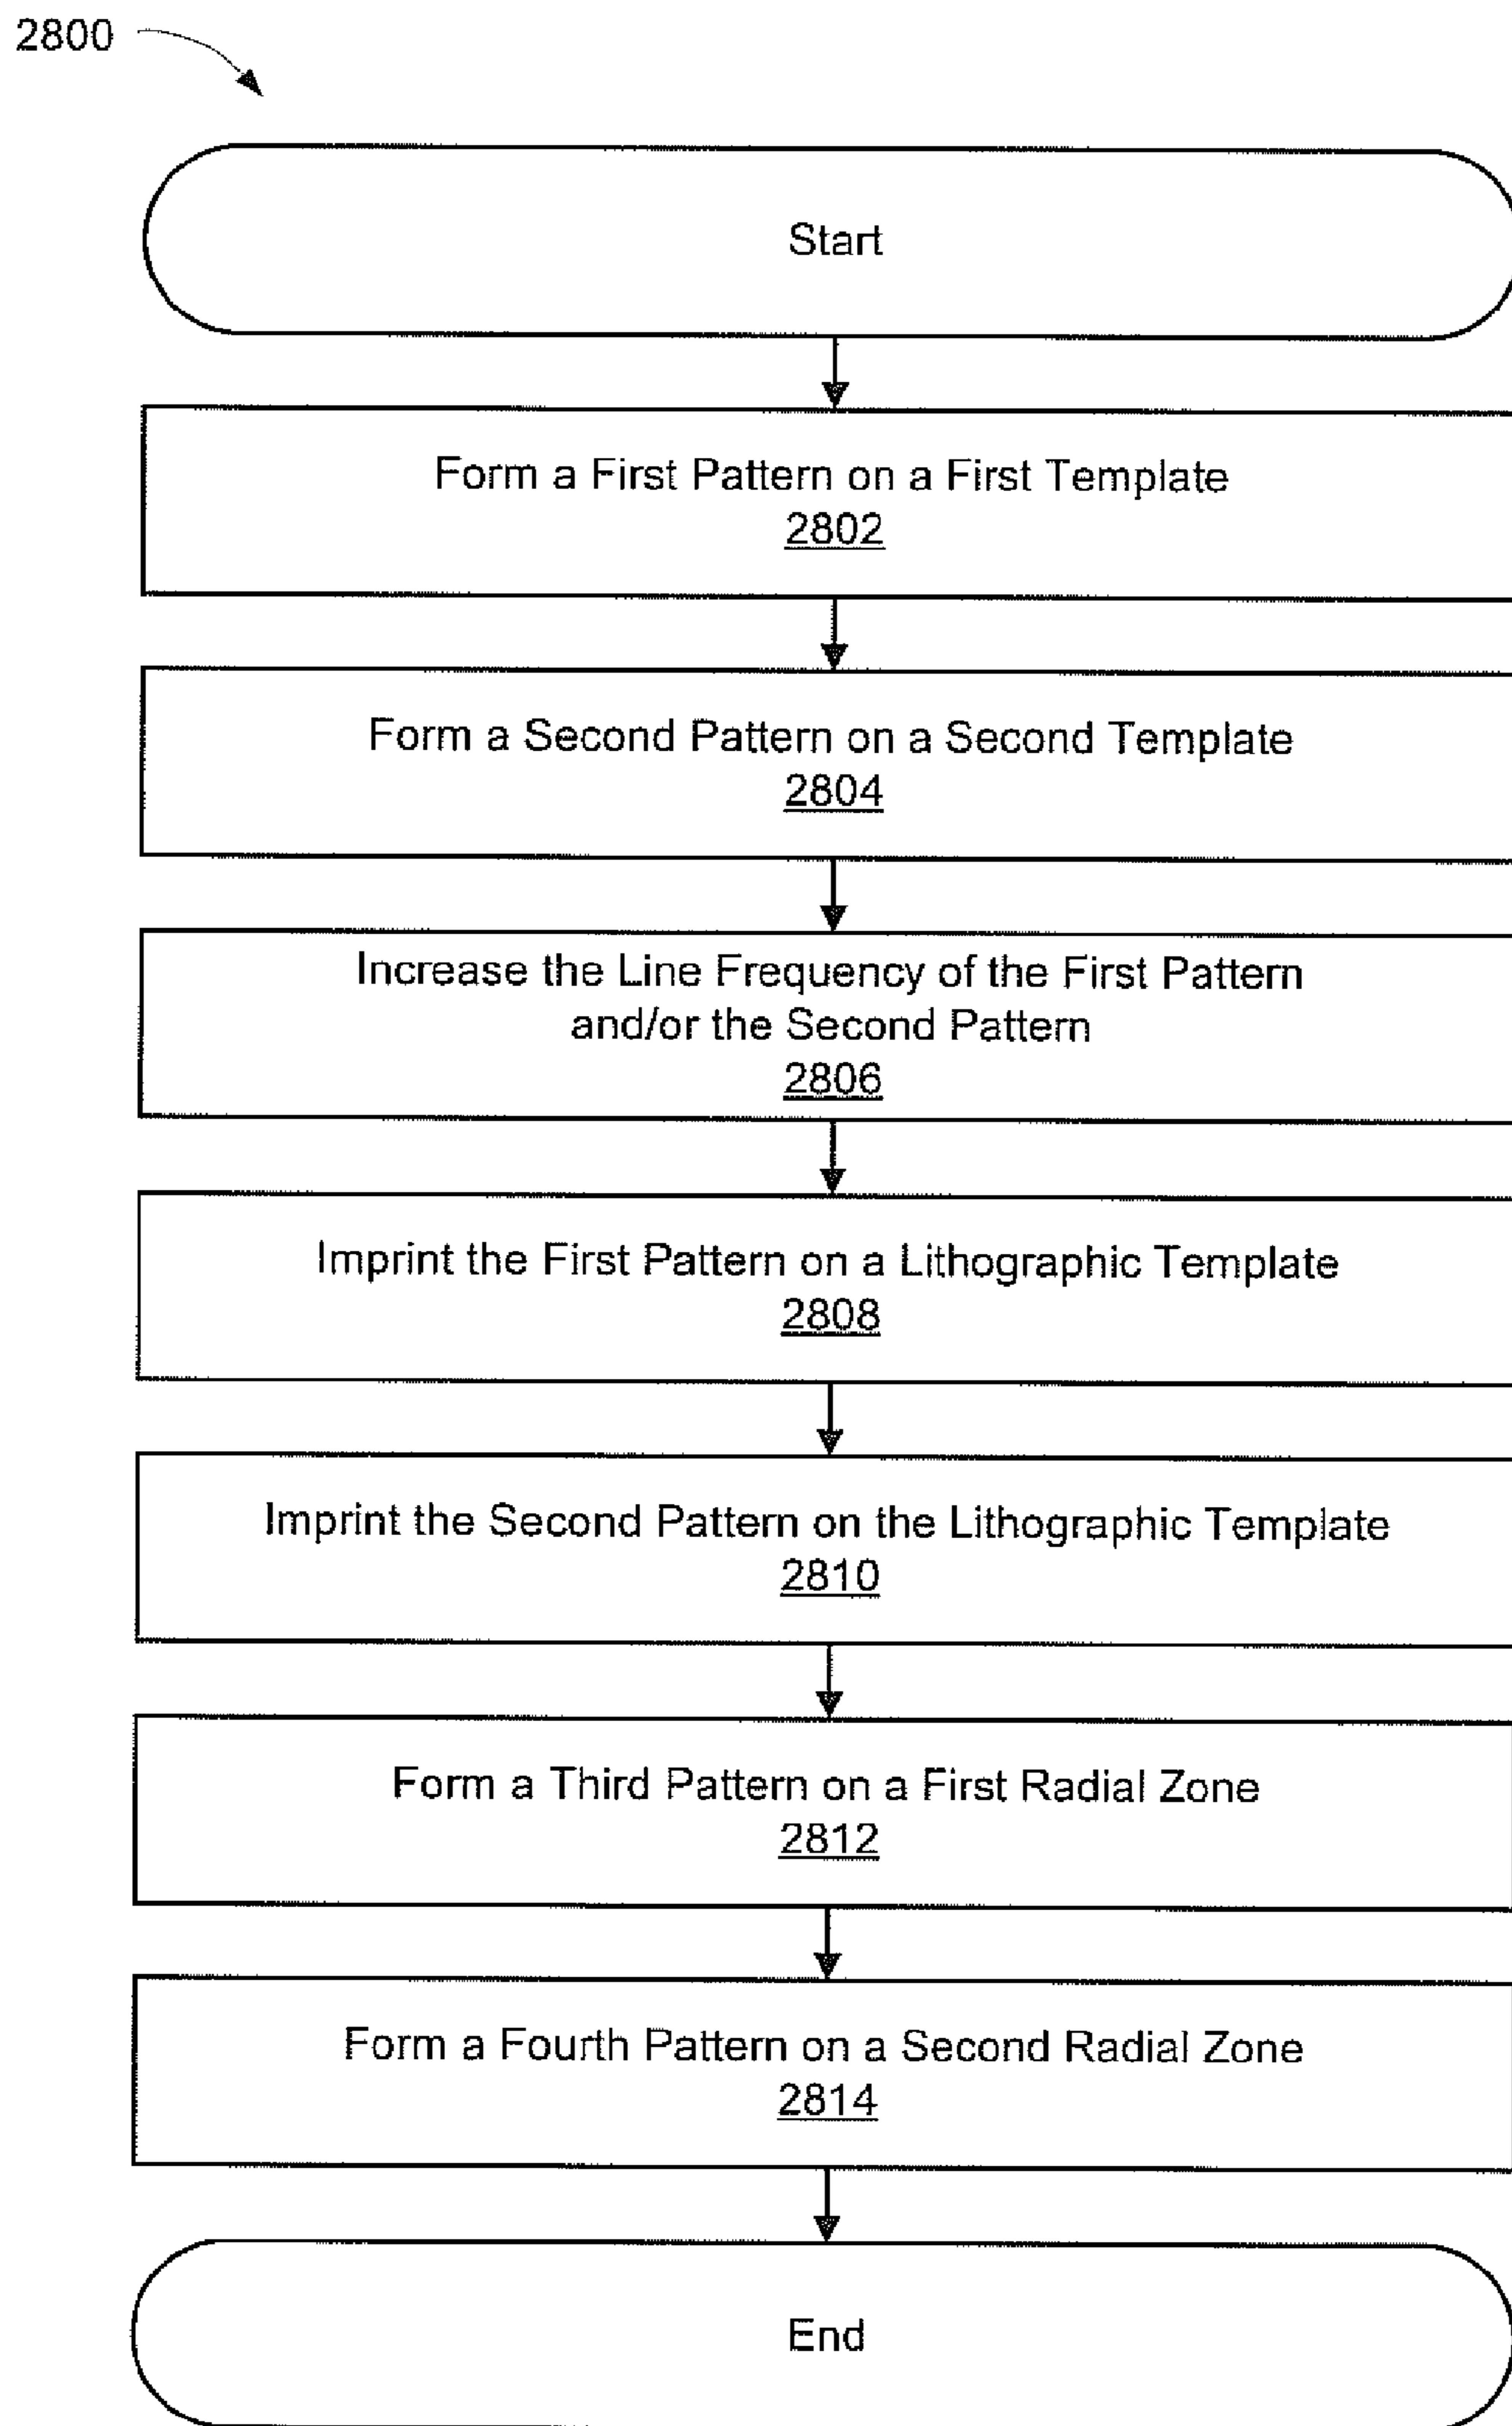 2800
Start
Form a First Pattern on a First Template
2802
Form a Second Pattern on a Second Template
2804
Increase the Line Frequency of the First Pattern
and/or the Second Pattern
2806
Imprint the First Pattern on a Lithographic Template
2808
Imprint the Second Pattern on the Lithographic Template
2810
Form a Third Pattern on a First Radial Zone
2812
Form a Fourth Pattern on a Second Radial Zone
2814
End